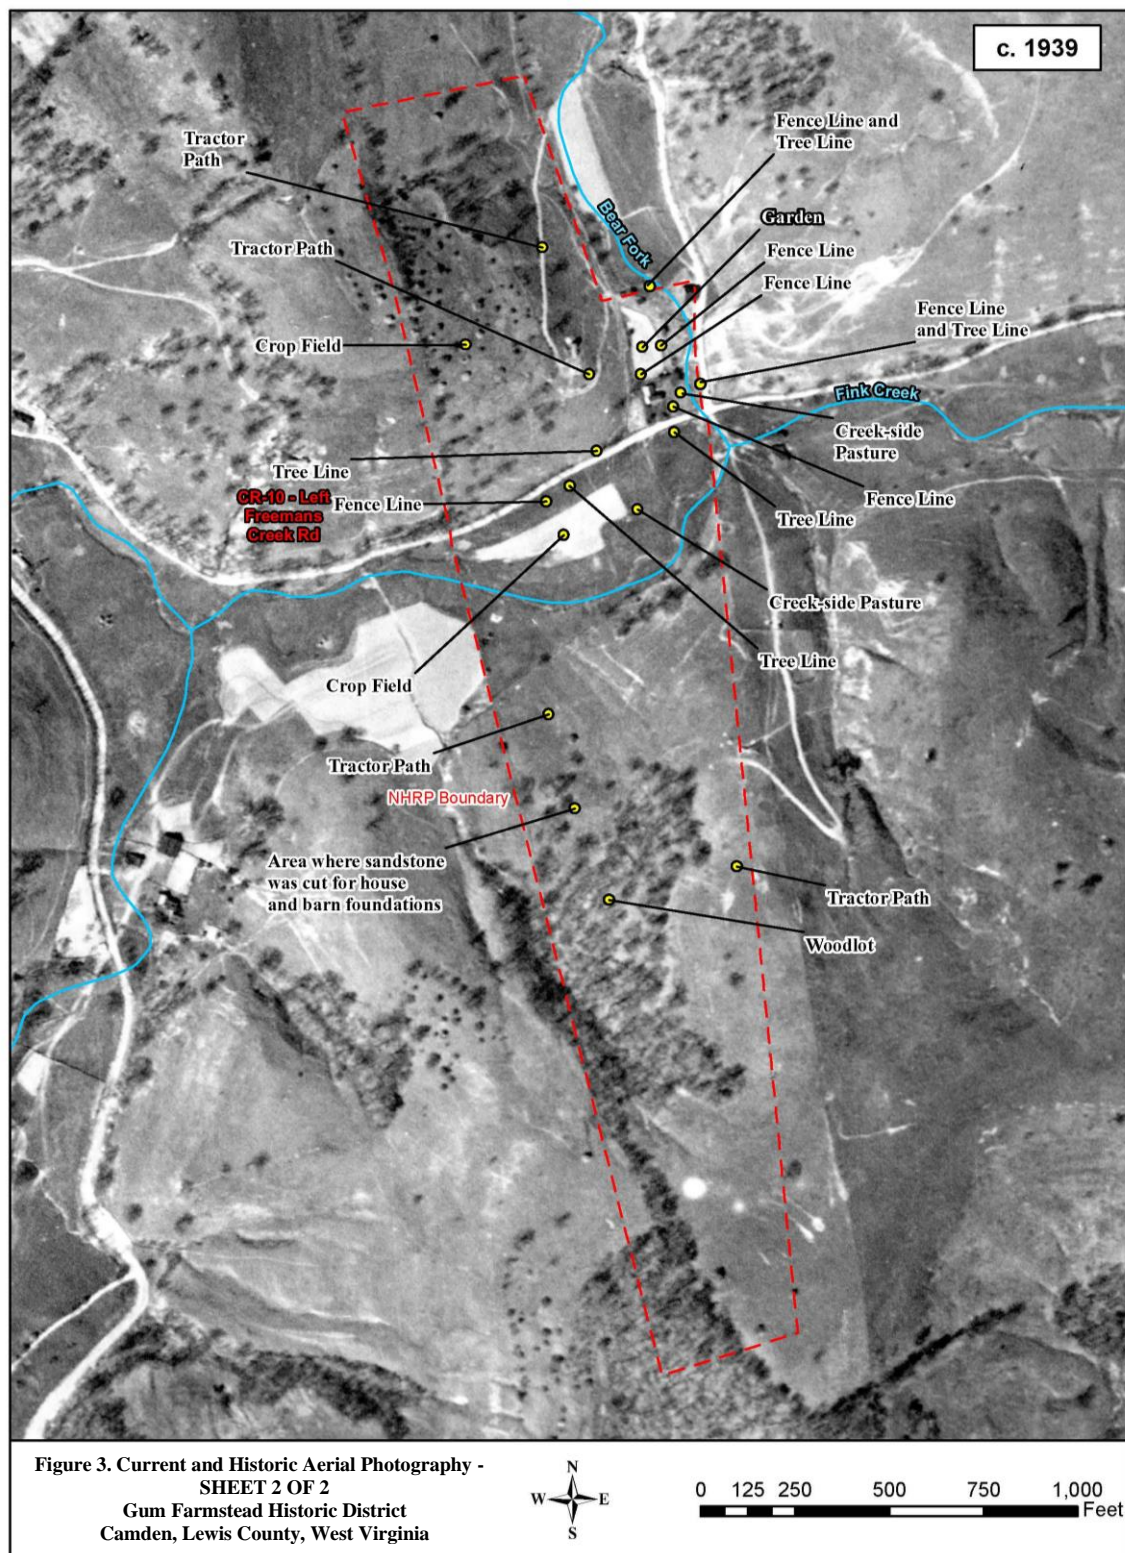 c. 1939
Fence Line and
Tree Line
Tractor
Path
Garden
Bear Fork
Fence Line
Tractor Path
Fence Line
Fence Line
and Tree Line
Crop Field
Fink Creek
Creek-side
Pasture
Tree Line
CR-10 - Left
Freemans
Creek Rd
Fence Line
Fence Line
Tree Line
Creek-side Pasture
Tree Line
Crop Field
Tractor Path
NHRP Boundary
Area where sandstone
was cut for house
and barn foundations
Tractor Path
Woodlot
Figure 3. Current and Historic Aerial Photography -
SHEET 2 OF 2
Gum Farmstead Historic District
Camden, Lewis County, West Virginia
N
W E
S
0 125 250 500 750 1,000
Feet